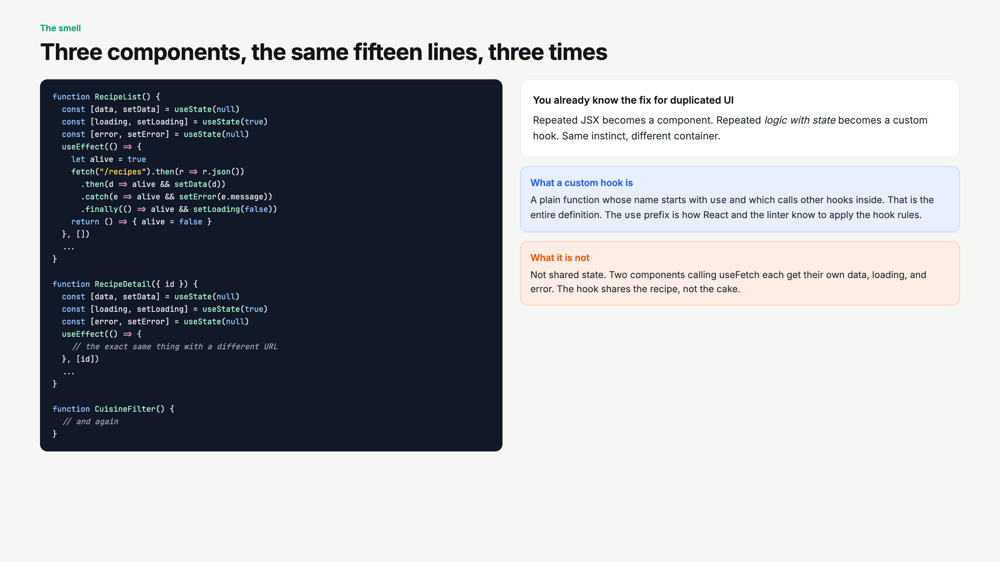 The smell
Three components, the same fifteen lines, three times
function RecipeList() {
  const [data, setData] = useState(null)
  const [loading, setLoading] = useState(true)
  const [error, setError] = useState(null)
  useEffect(() => {
    let alive = true
    fetch("/recipes").then(r => r.json())
      .then(d => alive && setData(d))
      .catch(e => alive && setError(e.message))
      .finally(() => alive && setLoading(false))
    return () => { alive = false }
  }, [])
  ...
}

function RecipeDetail({ id }) {
  const [data, setData] = useState(null)
  const [loading, setLoading] = useState(true)
  const [error, setError] = useState(null)
  useEffect(() => {
    // the exact same thing with a different URL
  }, [id])
  ...
}

function CuisineFilter() {
  // and again
}
You already know the fix for duplicated UI
Repeated JSX becomes a component. Repeated logic with state becomes a custom
hook. Same instinct, different container.
What a custom hook is
A plain function whose name starts with use and which calls other hooks inside. That is the
entire definition. The use prefix is how React and the linter know to apply the hook rules.
What it is not
Not shared state. Two components calling useFetch each get their own data, loading, and
error. The hook shares the recipe, not the cake.